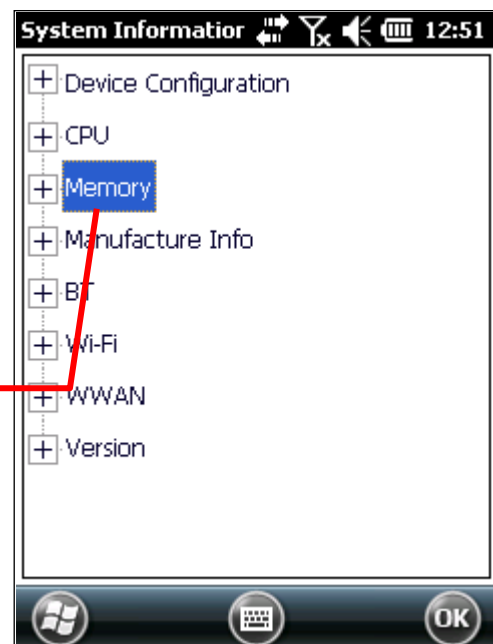 System Informatior 12:51
Device Configuration
CPU
Memory
Manufacture Info
BT
Wi-Fi
WWAN
Version
OK